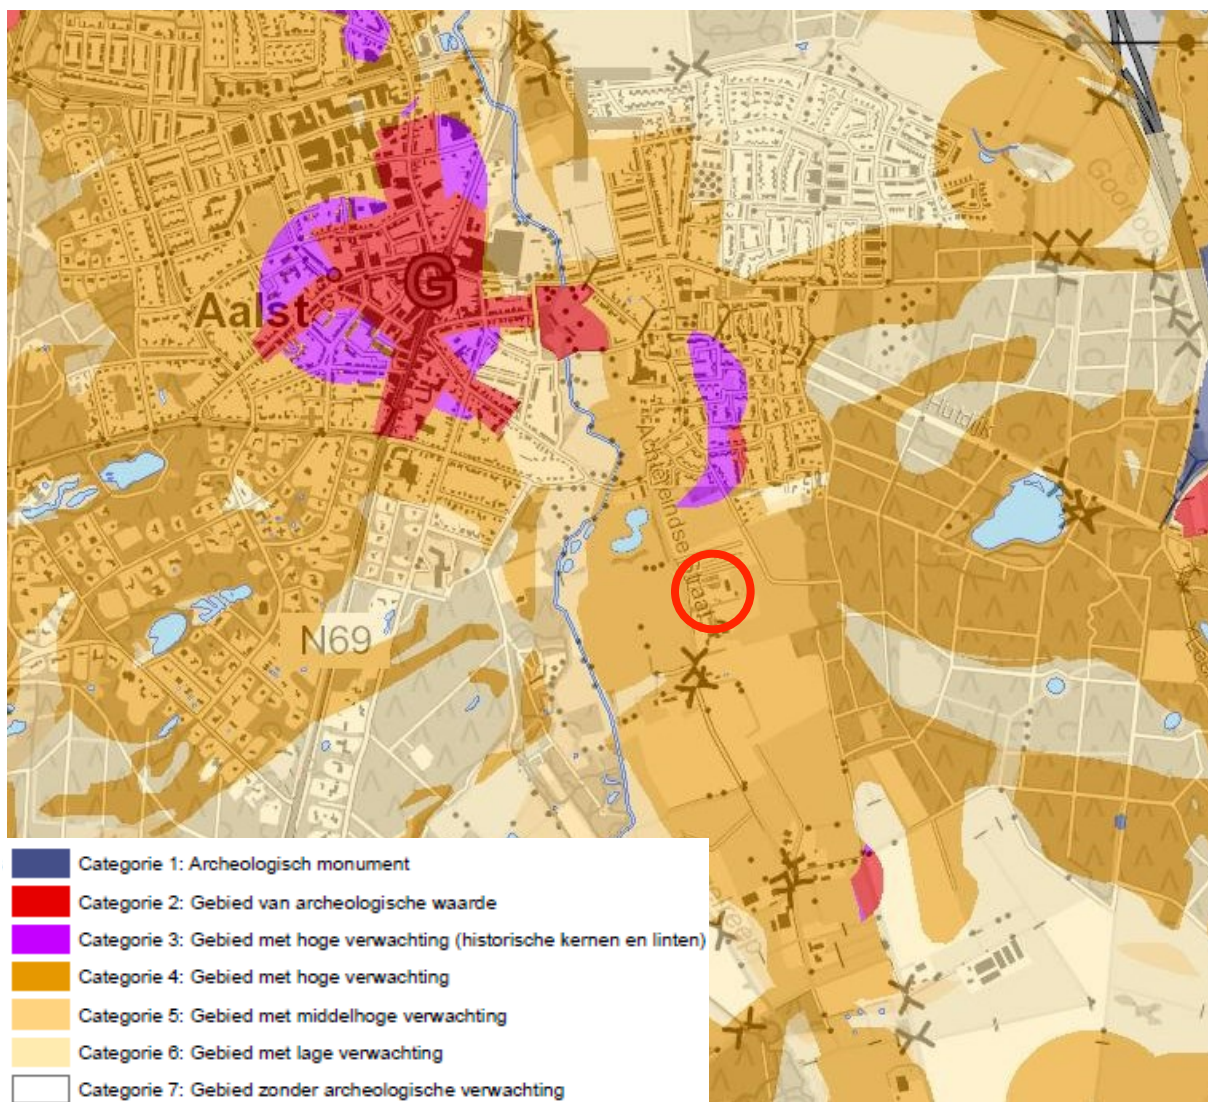 Goorloos
Aalst
G
Hutdijk
N69
Categorie 1: Archeologisch monument
Categorie 2: Gebied van archeologische waarde
Categorie 3: Gebied met hoge verwachting (historische kernen en linten)
Categorie 4: Gebied met hoge verwachting
Categorie 5: Gebied met middelhoge verwachting
Categorie 6: Gebied met lage verwachting
Categorie 7: Gebied zonder archeologische verwachting